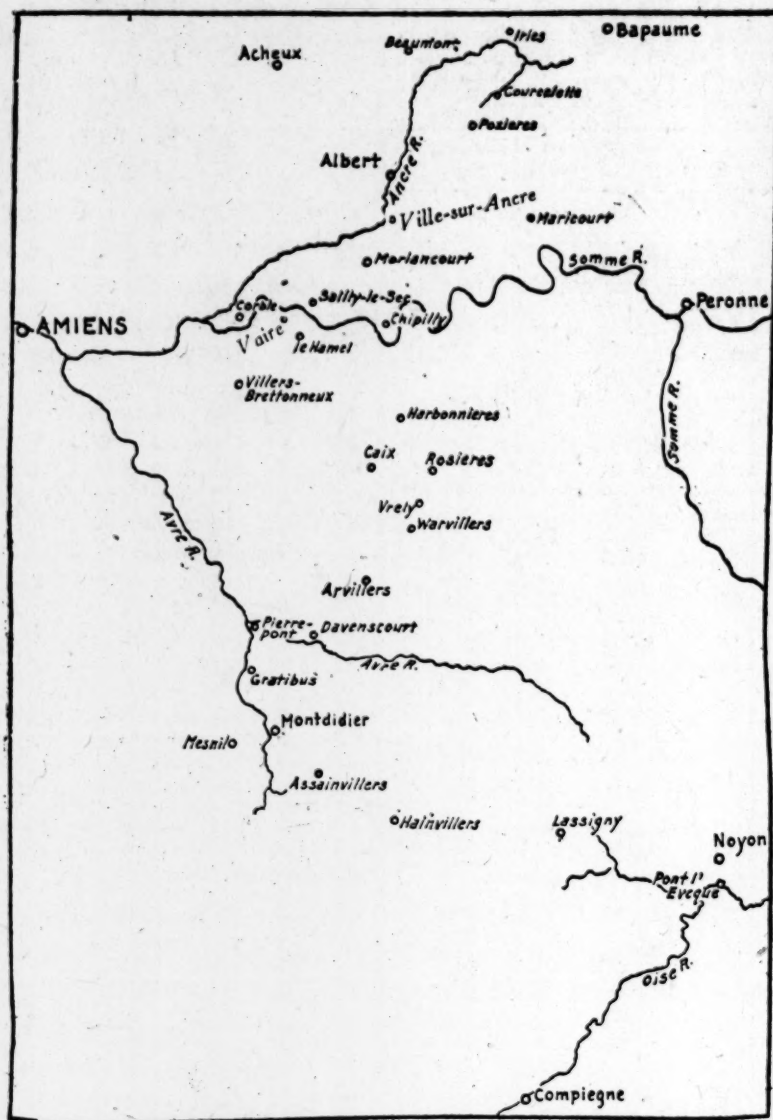 Bapaume
Iries
Beaumont
Acheux
Courcelette
Pozieres
Albert
Ancre R.
Ville-sur-Ancre
Maricourt
Morlancourt
Somme R.
Sailly-le-Sec
Peronne
Corbie
Chipilly
AMIENS
Vaire
le Hamel
Villers-
Brettonneux
Somme R.
Harbonnieres
Caix
Rosieres
Vrely
Warvillers
Avre R.
Arvillers
Pierre-
pont
Davenscourt
Avre R.
Gratibus
Montdidier
Mesnil
Assainvillers
Hainvillers
Lassigny
Noyon
Pont l'
Eveque
Oise R.
Compiegne